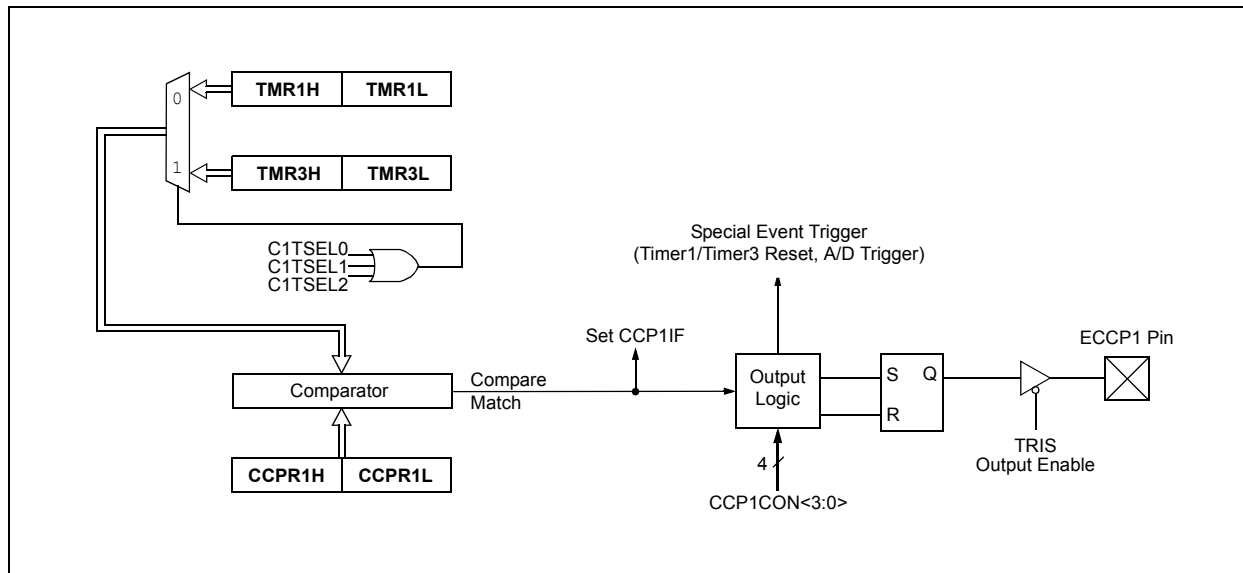 0
TMR1H TMR1L
1
TMR3H TMR3L
C1TSEL0
C1TSEL1
C1TSEL2
Special Event Trigger
(Timer1/Timer3 Reset, A/D Trigger)
Set CCP1IF
ECCP1 Pin
Comparator
Compare
Match
Output
Logic
S Q
R
TRIS
Output Enable
CCPR1H CCPR1L
4
CCP1CON<3:0>